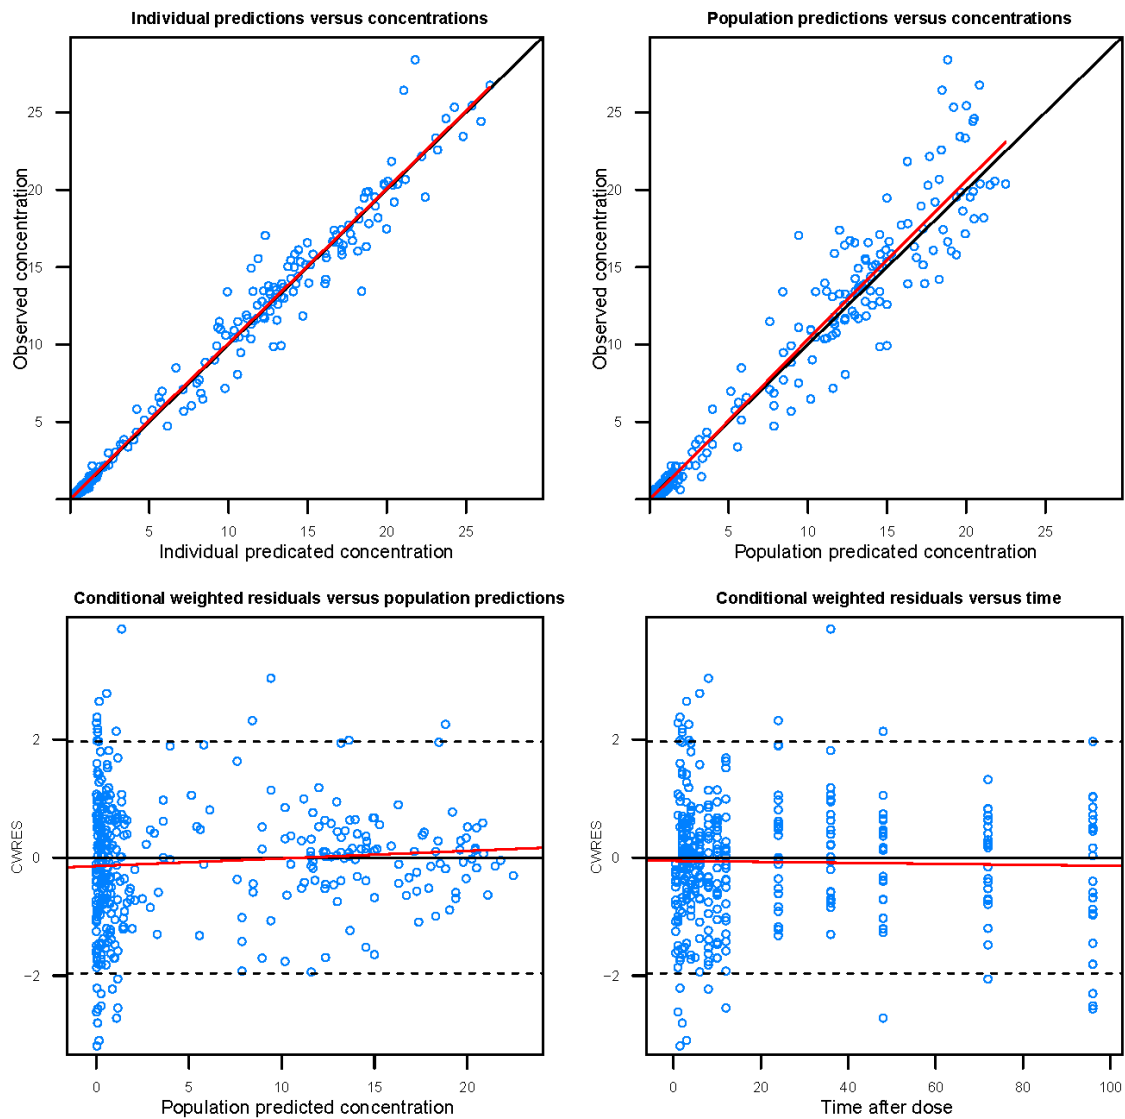 Individual predictions versus concentrations
Observed concentration
25
20
15
10
5
5 10 15 20 25
Individual predicated concentration
Population predictions versus concentrations
Observed concentration
25
20
15
10
5
5 10 15 20 25
Population predicated concentration
Conditional weighted residuals versus population predictions
CWRES
2
0
−2
0 5 10 15 20
Population predicted concentration
Conditional weighted residuals versus time
CWRES
2
0
−2
0 20 40 60 80 100
Time after dose